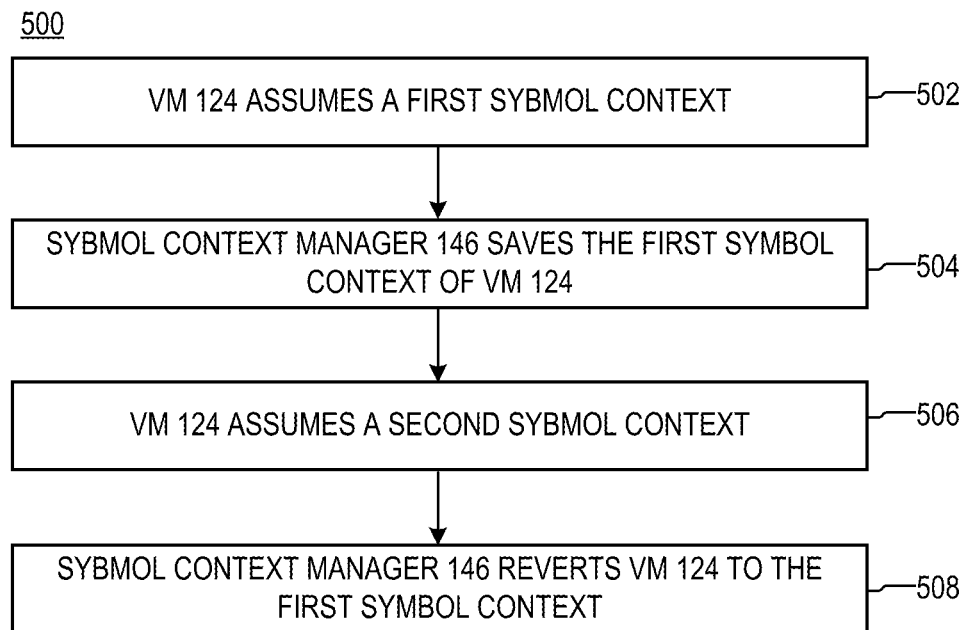 500
VM 124 ASSUMES A FIRST SYBMOL CONTEXT
502
SYBMOL CONTEXT MANAGER 146 SAVES THE FIRST SYMBOL
CONTEXT OF VM 124
504
VM 124 ASSUMES A SECOND SYBMOL CONTEXT
506
SYBMOL CONTEXT MANAGER 146 REVERTS VM 124 TO THE
FIRST SYMBOL CONTEXT
508